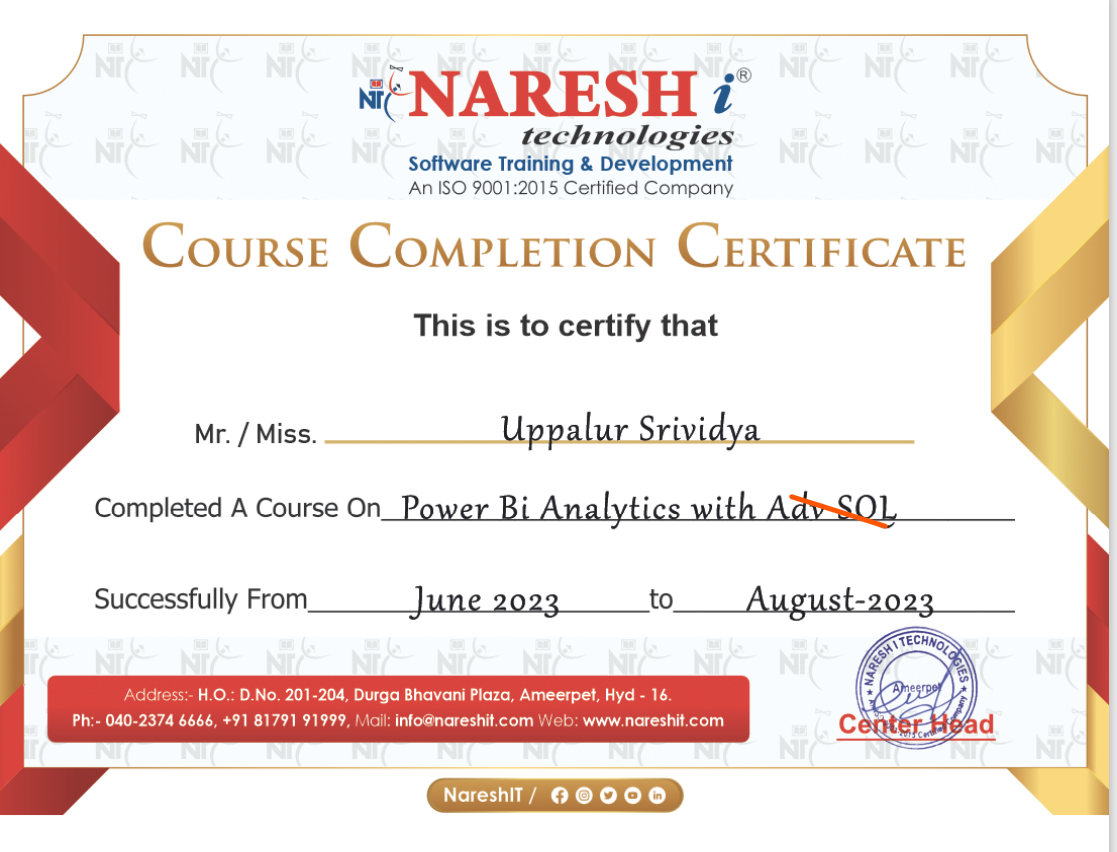 NARESH i®
technologies
Software Training & Development
An ISO 9001:2015 Certified Company
COURSE COMPLETION CERTIFICATE
This is to certify that
Mr. / Miss. Uppalur Srividya
Completed A Course On Power Bi Analytics with Adv SQL
Successfully From June 2023 to August-2023
Address:- H.O.: D.No. 201-204, Durga Bhavani Plaza, Ameerpet, Hyd - 16.
Ph:- 040-2374 6666, +91 81791 91999, Mail: info@nareshit.com Web: www.nareshit.com
NARESH I TECHNOLOGIES
Ameerpet
Center Head
NareshIT /